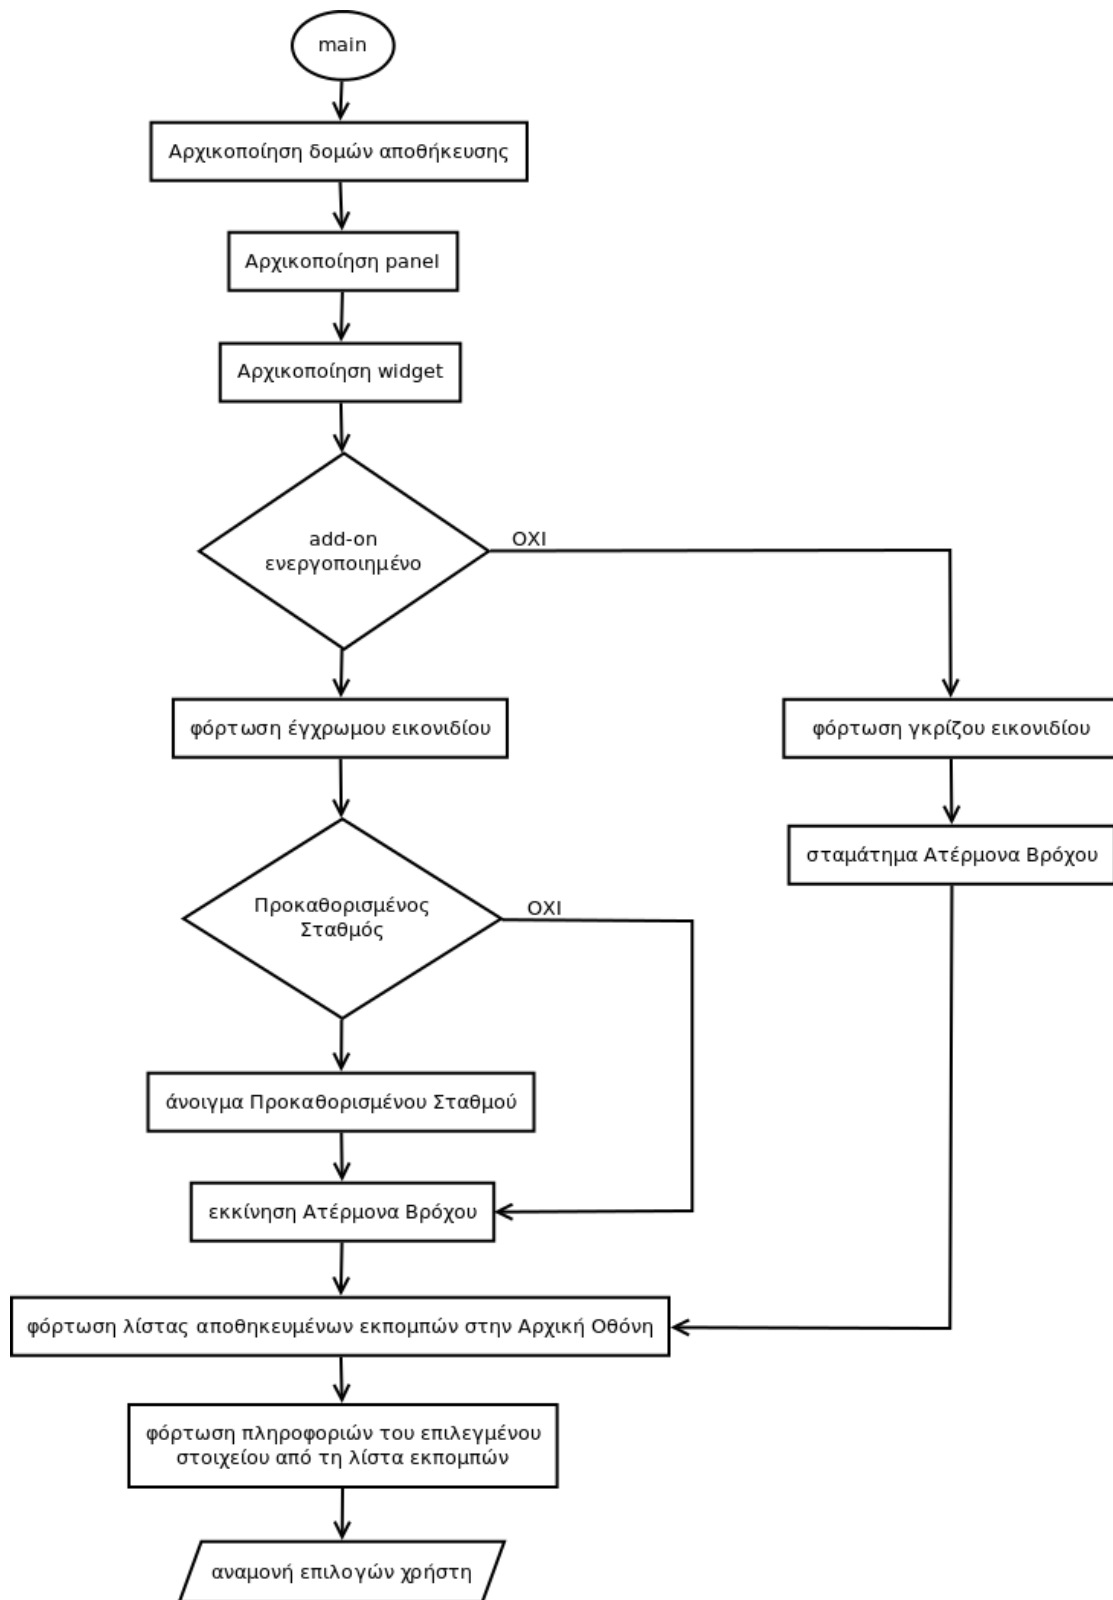 main
Αρχικοποίηση δομών αποθήκευσης
Αρχικοποίηση panel
Αρχικοποίηση widget
add-on
ενεργοποιημένο
ΟΧΙ
φόρτωση έγχρωμου εικονιδίου
φόρτωση γκρίζου εικονιδίου
σταμάτημα Ατέρμονα Βρόχου
Προκαθορισμένος
Σταθμός
ΟΧΙ
άνοιγμα Προκαθορισμένου Σταθμού
εκκίνηση Ατέρμονα Βρόχου
φόρτωση λίστας αποθηκευμένων εκπομπών στην Αρχική Οθόνη
φόρτωση πληροφοριών του επιλεγμένου
στοιχείου από τη λίστα εκπομπών
αναμονή επιλογών χρήστη